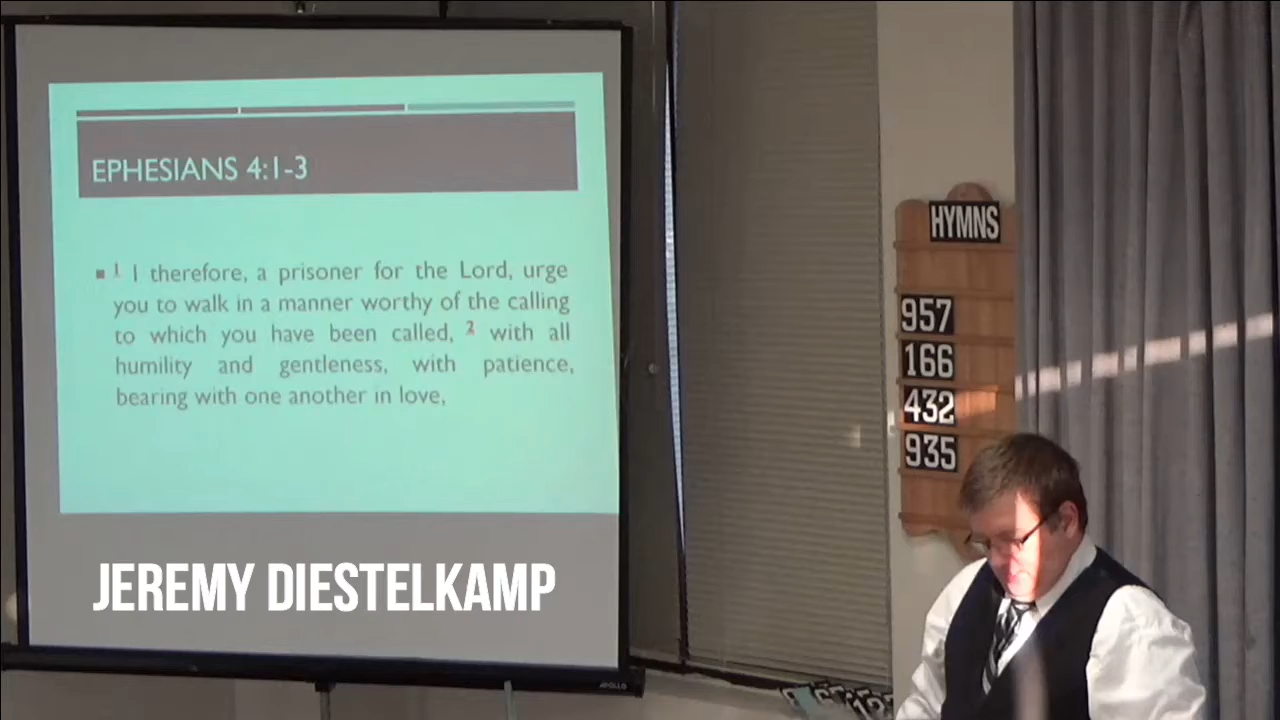 EPHESIANS 4:1-3
1 I therefore, a prisoner for the Lord, urge
you to walk in a manner worthy of the calling
to which you have been called, 2 with all
humility and gentleness, with patience,
bearing with one another in love,
JEREMY DIESTELKAMP
APOLLO
HYMNS
957
166
432
935